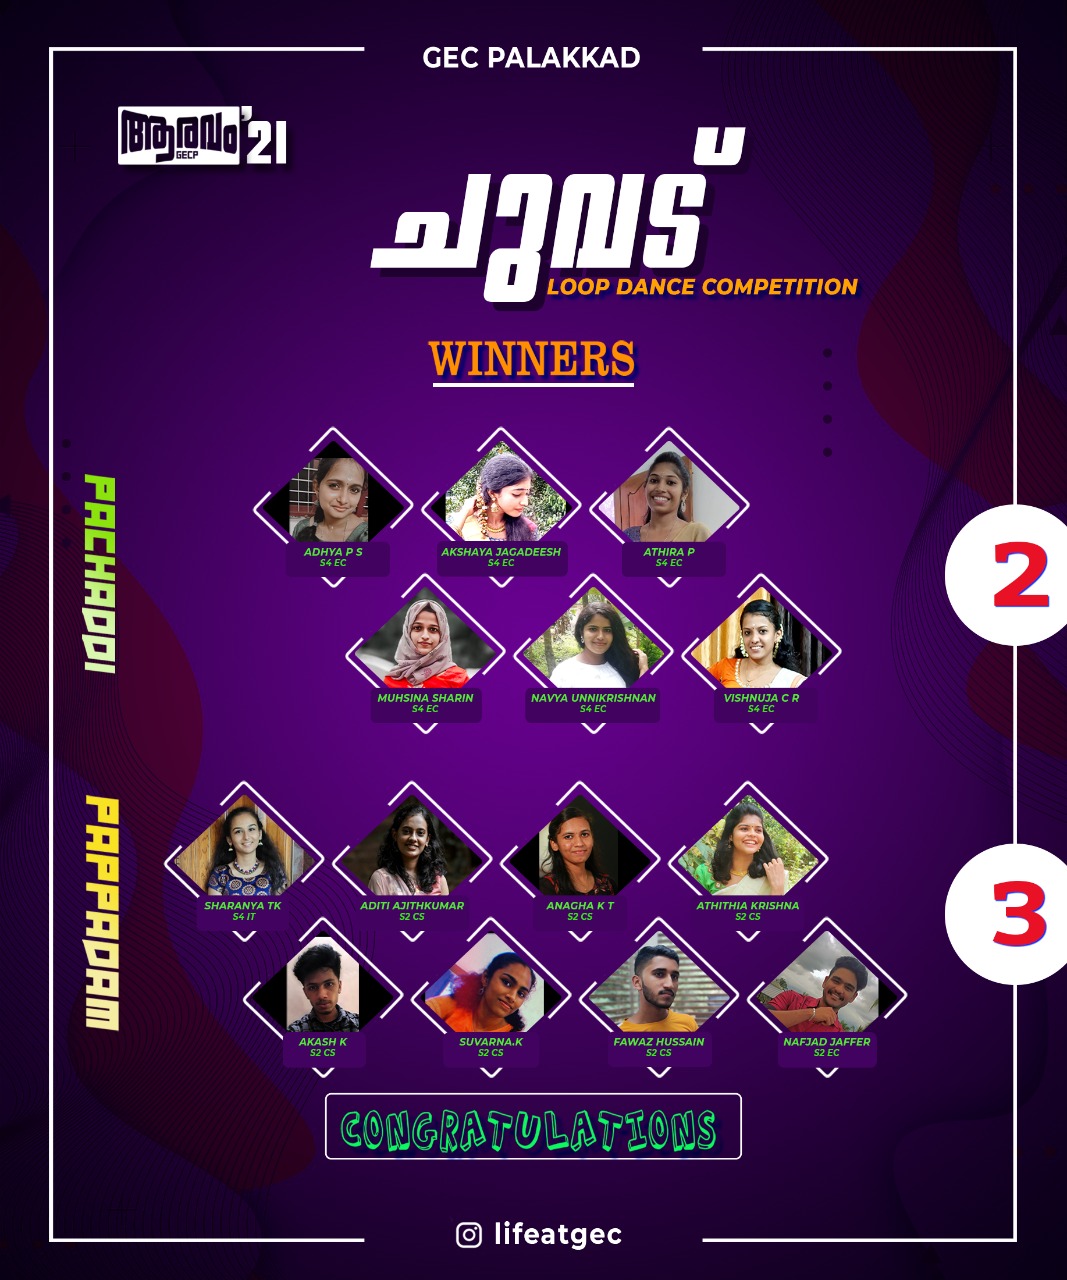 GEC PALAKKAD
ആരവം'21
GECP
ചുവട്
LOOP DANCE COMPETITION
WINNERS
PACHADI
2
ADHYA P S
S4 EC
AKSHAYA JAGADEESH
S4 EC
ATHIRA P
S4 EC
MUHSINA SHARIN
S4 EC
NAVYA UNNIKRISHNAN
S4 EC
VISHNUJA C R
S4 EC
PAPPADAM
3
SHARANYA TK
S4 IT
ADITI AJITHKUMAR
S2 CS
ANAGHA K T
S2 CS
ATHITHIA KRISHNA
S2 CS
AKASH K
S2 CS
SUVARNA.K
S2 CS
FAWAZ HUSSAIN
S2 CS
NAFJAD JAFFER
S2 EC
CONGRATULATIONS
lifeatgec